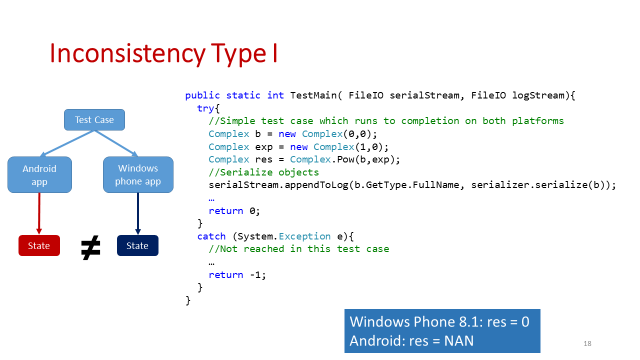 Inconsistency Type I
Test Case
Android
app
Windows
phone app
State
≠
State
public static int TestMain( FileIO serialStream, FileIO logStream){
try{
//Simple test case which runs to completion on both platforms
Complex b = new Complex(0,0);
Complex exp = new Complex(1,0);
Complex res = Complex.Pow(b,exp);
//Serialize objects
serialStream.appendToLog(b.GetType.FullName, serializer.serialize(b));
…
return 0;
}
catch (System.Exception e){
//Not reached in this test case
…
return -1;
}
}
Windows Phone 8.1: res = 0
Android: res = NAN
18